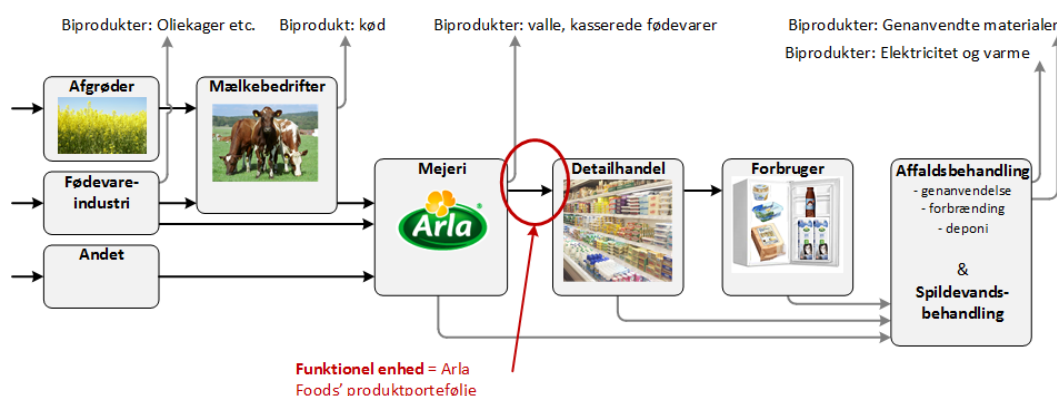 Biprodukter: Oliekager etc.
Biprodukt: kød
Biprodukter: valle, kasserede fødevarer
Biprodukter: Genanvendte materialer
Biprodukter: Elektricitet og varme
Afgrøder
Mælkebedrifter
Fødevare-
industri
Andet
Mejeri
Arla
Detailhandel
Forbruger
Affaldsbehandling
- genanvendelse
- forbrænding
- deponi
&
Spildevands-
behandling
Funktionel enhed = Arla
Foods' produktportefølje